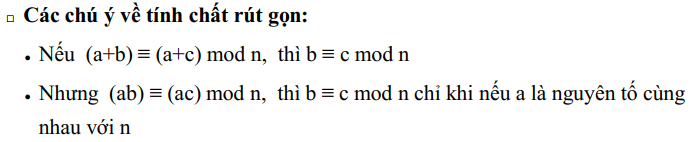 ▫ Các chú ý về tính chất rút gọn:
• Nếu (a+b) ≡ (a+c) mod n, thì b ≡ c mod n
• Nhưng (ab) ≡ (ac) mod n, thì b ≡ c mod n chỉ khi nếu a là nguyên tố cùng
nhau với n